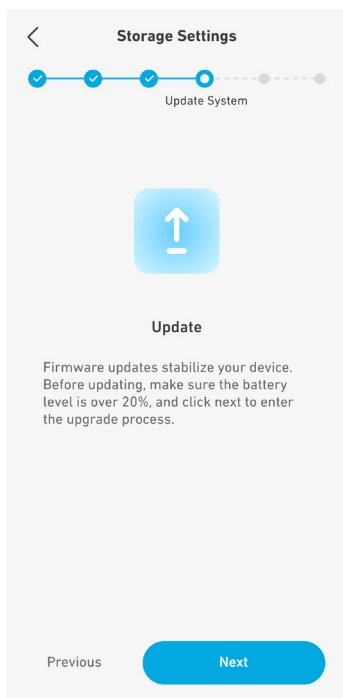 Storage Settings
Update System
Update
Firmware updates stabilize your device.
Before updating, make sure the battery
level is over 20%, and click next to enter
the upgrade process.
Previous
Next